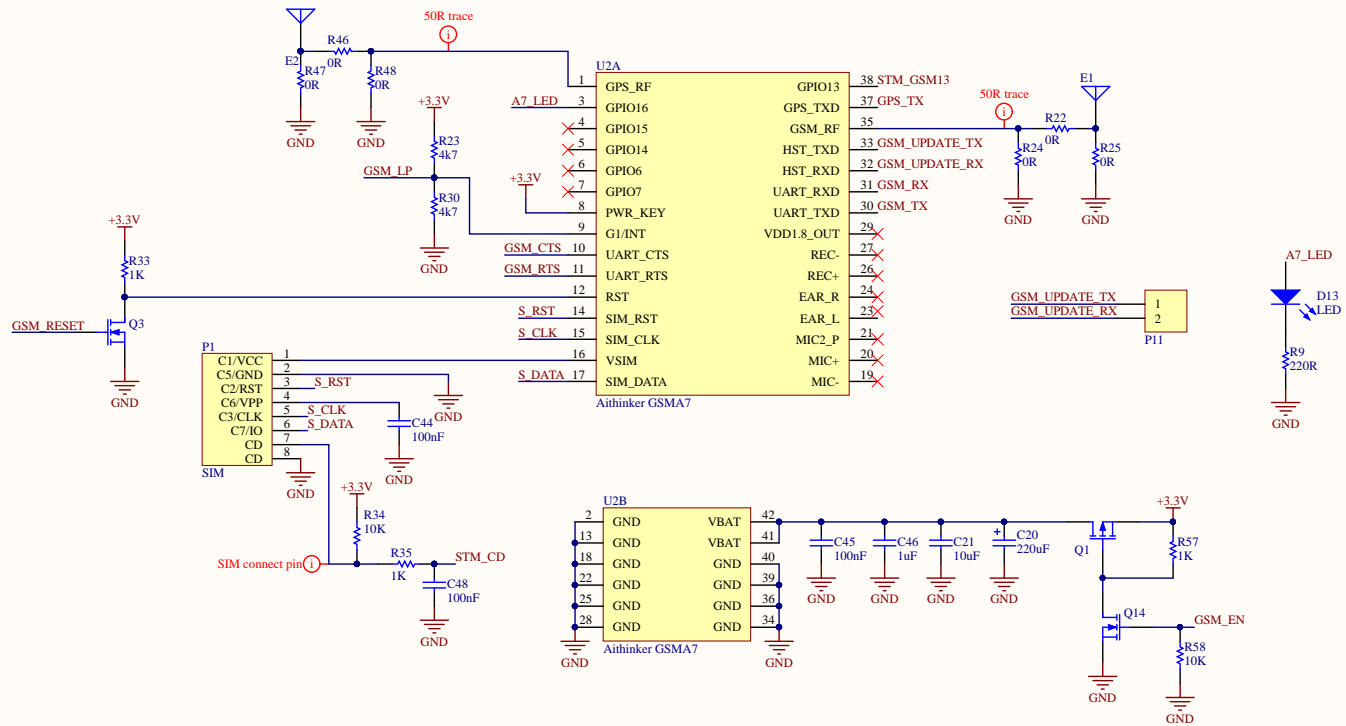 50R trace
E2
R46
0R
R47
0R
R48
0R
GND
GND
A7_LED
+3.3V
R23
4k7
GSM_LP
R30
4k7
GND
+3.3V
U2A
1 GPS_RF
3 GPIO16
4 GPIO15
5 GPIO14
6 GPIO6
7 GPIO7
8 PWR_KEY
9 G1/INT
GSM_CTS 10 UART_CTS
GSM_RTS 11 UART_RTS
12 RST
S_RST 14 SIM_RST
S_CLK 15 SIM_CLK
16 VSIM
S_DATA 17 SIM_DATA
GPIO13 38 STM_GSM13
GPS_TXD 37 GPS_TX
GSM_RF 35
HST_TXD 33 GSM_UPDATE_TX
HST_RXD 32 GSM_UPDATE_RX
UART_RXD 31 GSM_RX
UART_TXD 30 GSM_TX
VDD1.8_OUT 29
REC- 27
REC+ 26
EAR_R 24
EAR_L 23
MIC2_P 21
MIC+ 20
MIC- 19
Aithinker GSMA7
50R trace
E1
R22
0R
R24
0R
R25
0R
GND
GND
+3.3V
R33
1K
GSM_RESET
Q3
GND
P1
C1/VCC 1
C5/GND 2
C2/RST 3 S_RST
C6/VPP 4
C3/CLK 5 S_CLK
C7/IO 6 S_DATA
CD 7
CD 8
SIM
GND
C44
100nF
GND
GND
+3.3V
R34
10K
SIM connect pin
R35
1K
STM_CD
C48
100nF
GND
GSM_UPDATE_TX 1
GSM_UPDATE_RX 2
P11
A7_LED
D13
LED
R9
220R
GND
U2B
2 GND VBAT 42
13 GND VBAT 41
18 GND GND 40
22 GND GND 39
25 GND GND 36
28 GND GND 34
Aithinker GSMA7
GND
GND
C45
100nF
GND
C46
1uF
GND
C21
10uF
GND
+
C20
220uF
GND
Q1
+3.3V
R57
1K
Q14
GSM_EN
R58
10K
GND
GND